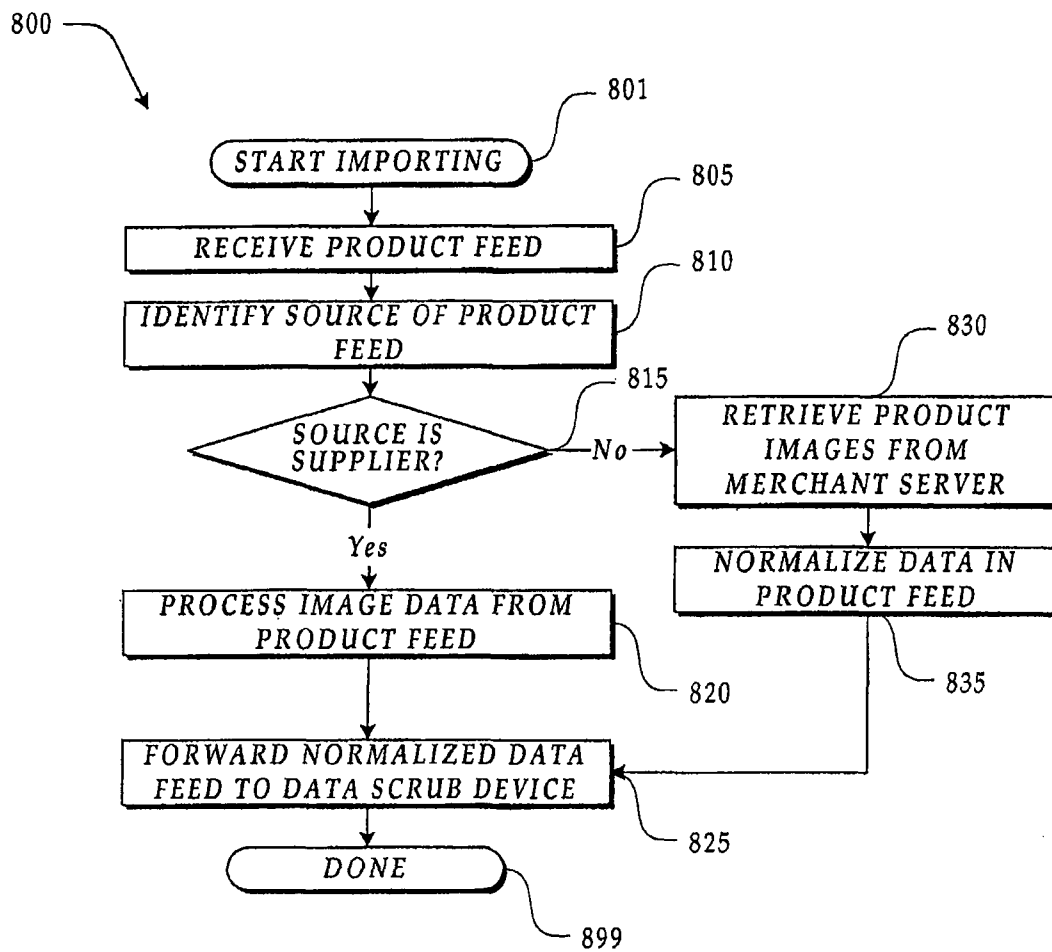 800
801
START IMPORTING
805
RECEIVE PRODUCT FEED
810
IDENTIFY SOURCE OF PRODUCT
FEED
815
SOURCE IS
SUPPLIER?
No
830
RETRIEVE PRODUCT
IMAGES FROM
MERCHANT SERVER
Yes
NORMALIZE DATA IN
PRODUCT FEED
835
PROCESS IMAGE DATA FROM
PRODUCT FEED
820
FORWARD NORMALIZED DATA
FEED TO DATA SCRUB DEVICE
825
DONE
899